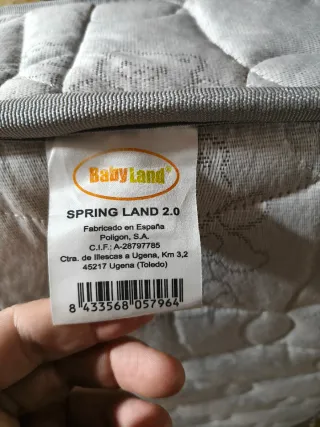 BabyLand®
SPRING LAND 2.0
Fabricado en España
Poligon, S.A.
C.I.F.: A-28797785
Ctra. de Illescas a Ugena, Km 3,2
45217 Ugena (Toledo)
8 433568 057964